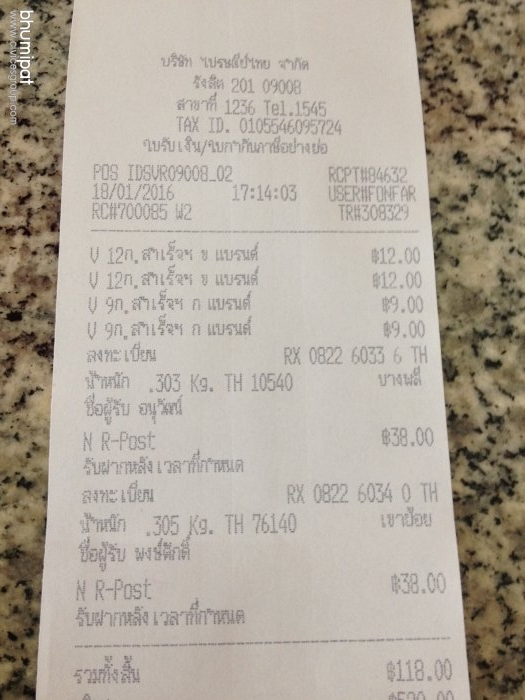 บริษัท ไปรษณีย์ไทย จำกัด
รังสิต 201 09008
สาขาที่ 1236 Tel.1545
TAX ID. 0105546095724
ใบรับเงิน/ใบกำกับภาษีอย่างย่อ
POS IDSVR09008_02 RCPT#84632
18/01/2016 17:14:03 USER#FONFAR
RC#700085 W2 TR#308329
V 12ก.สำเร็จฯ ข แบรนด์ ฿12.00
V 12ก.สำเร็จฯ ข แบรนด์ ฿12.00
V 9ก.สำเร็จฯ ก แบรนด์ ฿9.00
V 9ก.สำเร็จฯ ก แบรนด์ ฿9.00
ลงทะเบียน RX 0822 6033 6 TH
น้ำหนัก .303 Kg. TH 10540 บางพลี
ชื่อผู้รับ อนุวัฒน์
N R-Post ฿38.00
รับฝากหลังเวลาที่กำหนด
ลงทะเบียน RX 0822 6034 0 TH
น้ำหนัก .305 Kg. TH 76140 เขาย้อย
ชื่อผู้รับ พงษ์ศักดิ์
N R-Post ฿38.00
รับฝากหลังเวลาที่กำหนด
รวมทั้งสิ้น ฿118.00
bhumipat